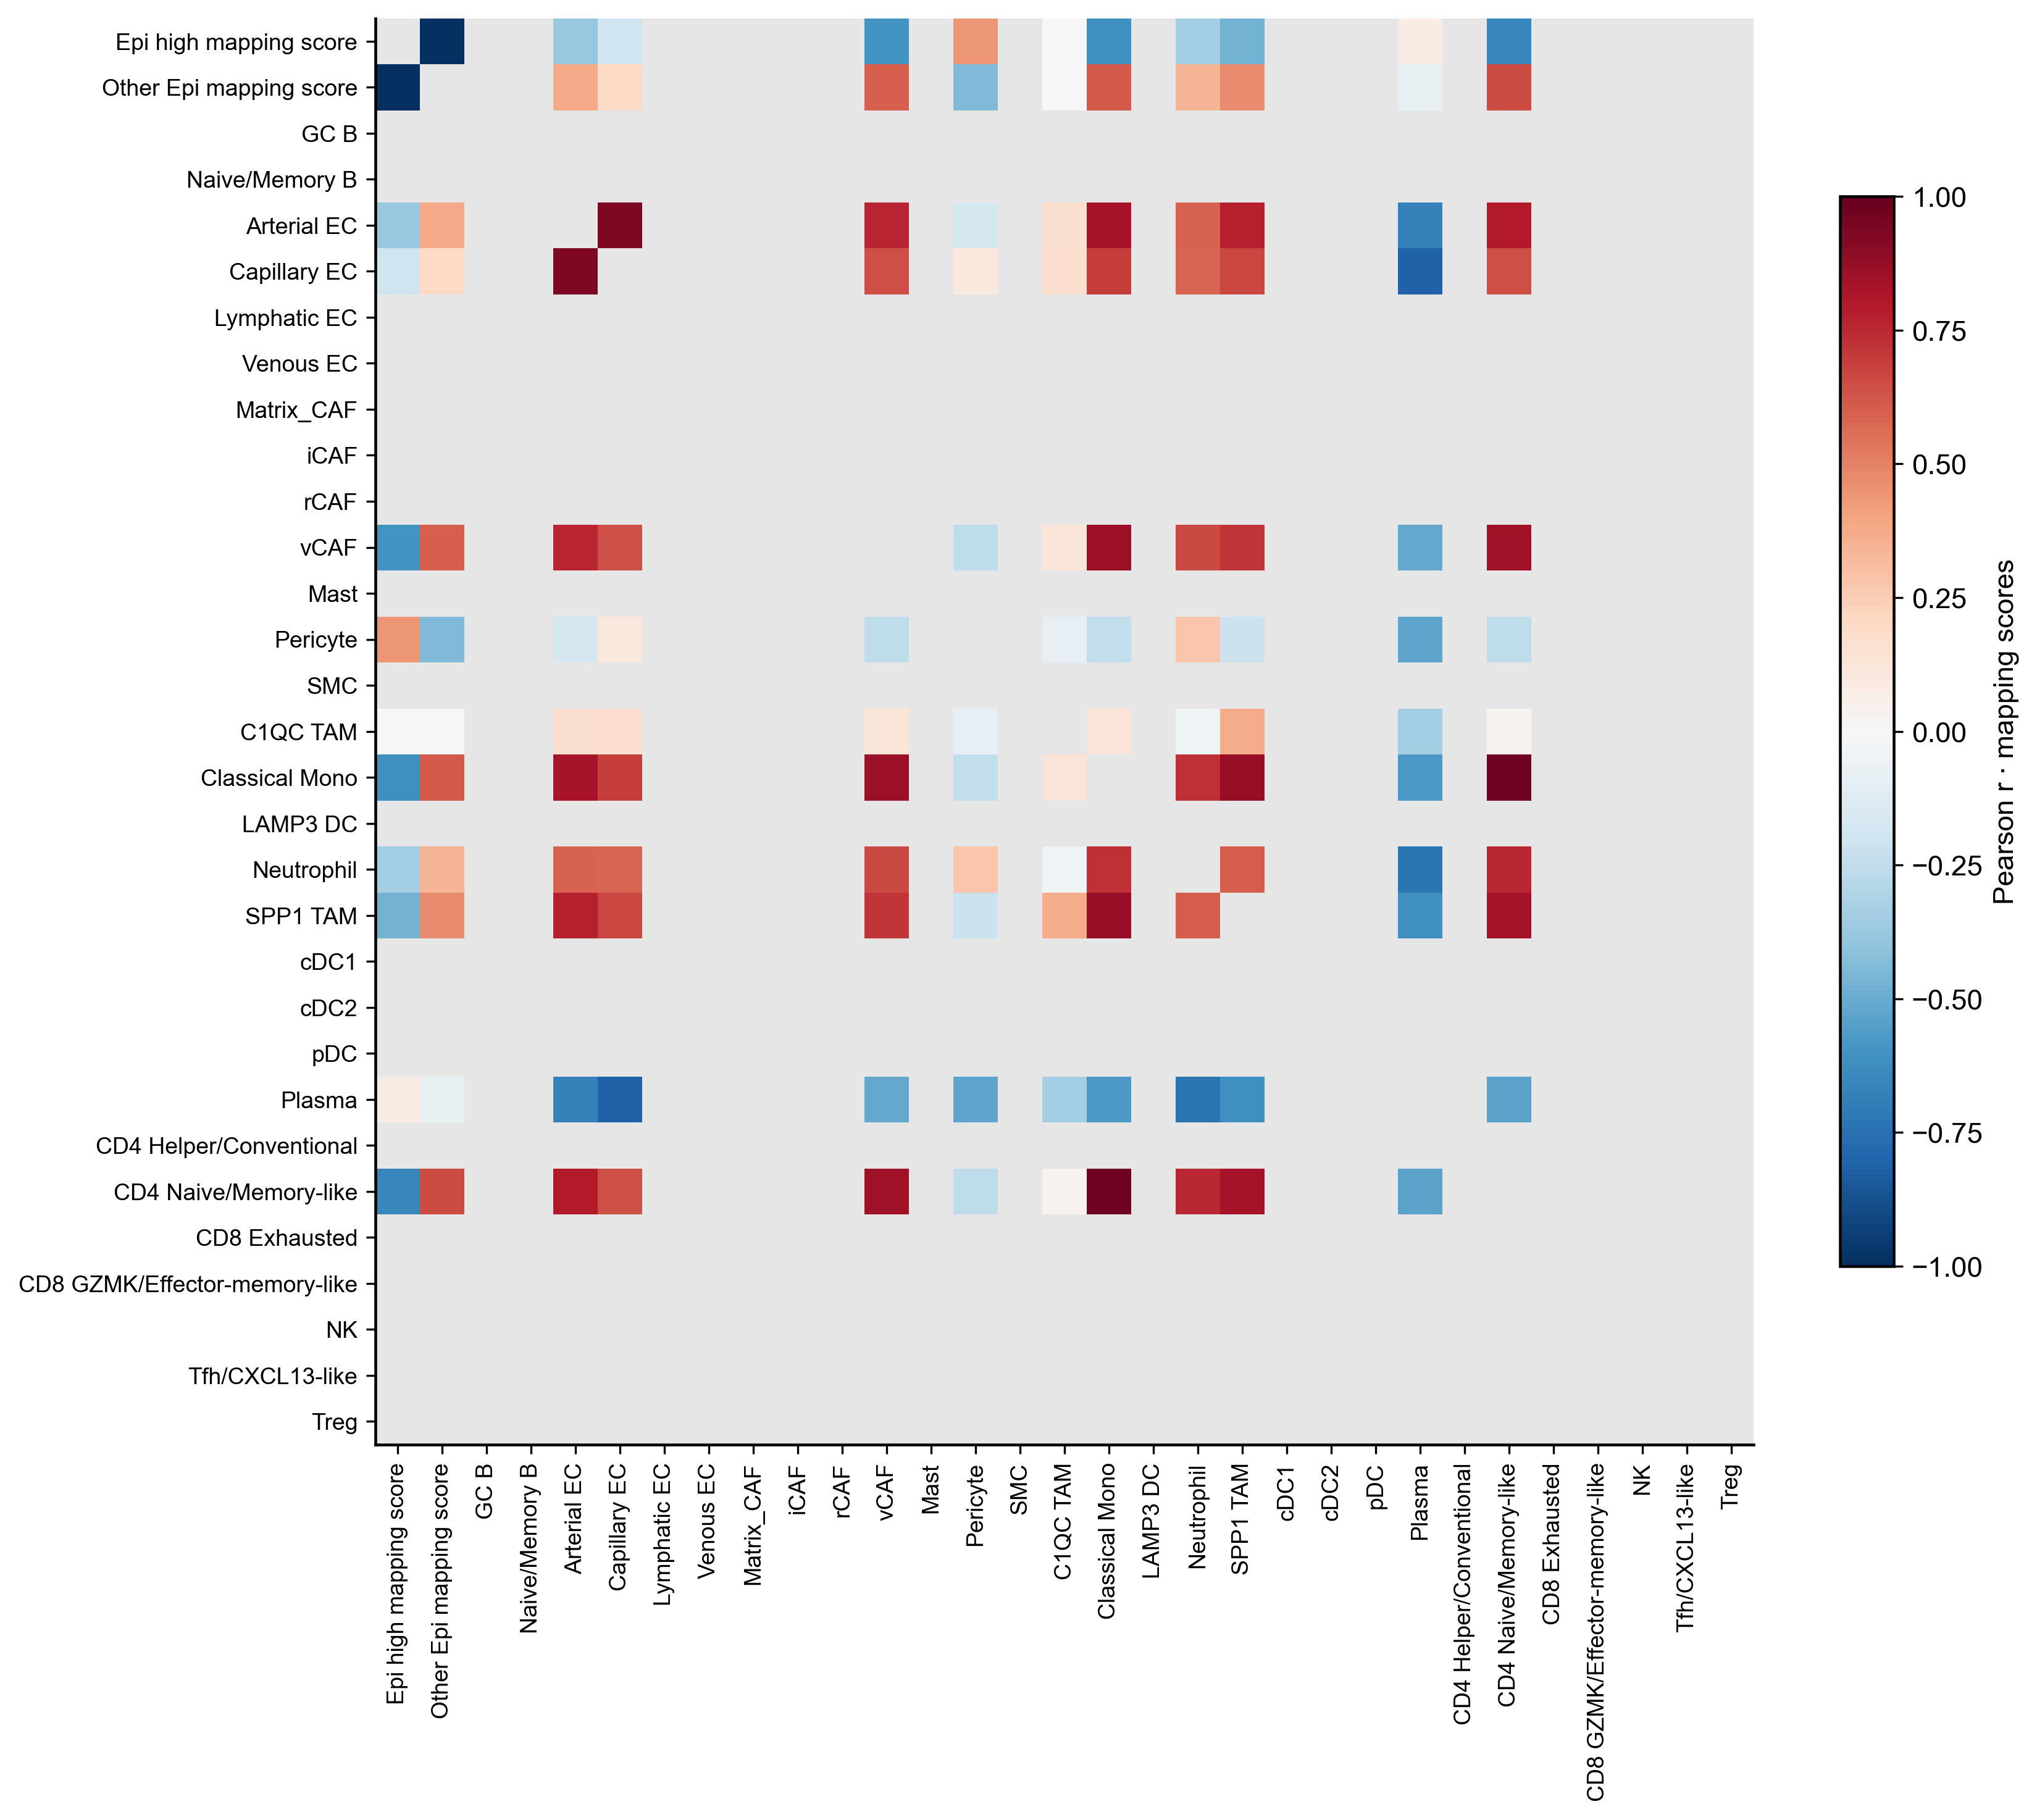 Epi high mapping score
Other Epi mapping score
GC B
Naive/Memory B
Arterial EC
Capillary EC
Lymphatic EC
Venous EC
Matrix_CAF
iCAF
rCAF
vCAF
Mast
Pericyte
SMC
C1QC TAM
Classical Mono
LAMP3 DC
Neutrophil
SPP1 TAM
cDC1
cDC2
pDC
Plasma
CD4 Helper/Conventional
CD4 Naive/Memory-like
CD8 Exhausted
CD8 GZMK/Effector-memory-like
NK
Tfh/CXCL13-like
Treg
Epi high mapping score
Other Epi mapping score
GC B
Naive/Memory B
Arterial EC
Capillary EC
Lymphatic EC
Venous EC
Matrix_CAF
iCAF
rCAF
vCAF
Mast
Pericyte
SMC
C1QC TAM
Classical Mono
LAMP3 DC
Neutrophil
SPP1 TAM
cDC1
cDC2
pDC
Plasma
CD4 Helper/Conventional
CD4 Naive/Memory-like
CD8 Exhausted
CD8 GZMK/Effector-memory-like
NK
Tfh/CXCL13-like
Treg
1.00
0.75
0.50
0.25
0.00
−0.25
−0.50
−0.75
−1.00
Pearson r · mapping scores